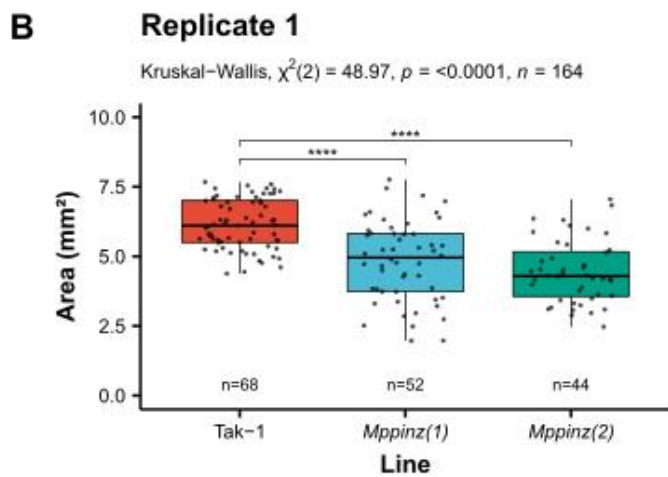 B
Replicate 1
Kruskal−Wallis, χ²(2) = 48.97, p = <0.0001, n = 164
10.0
7.5
5.0
2.5
0.0
Area (mm²)
****
****
n=68 n=52 n=44
Tak−1 Mppinz(1) Mppinz(2)
Line